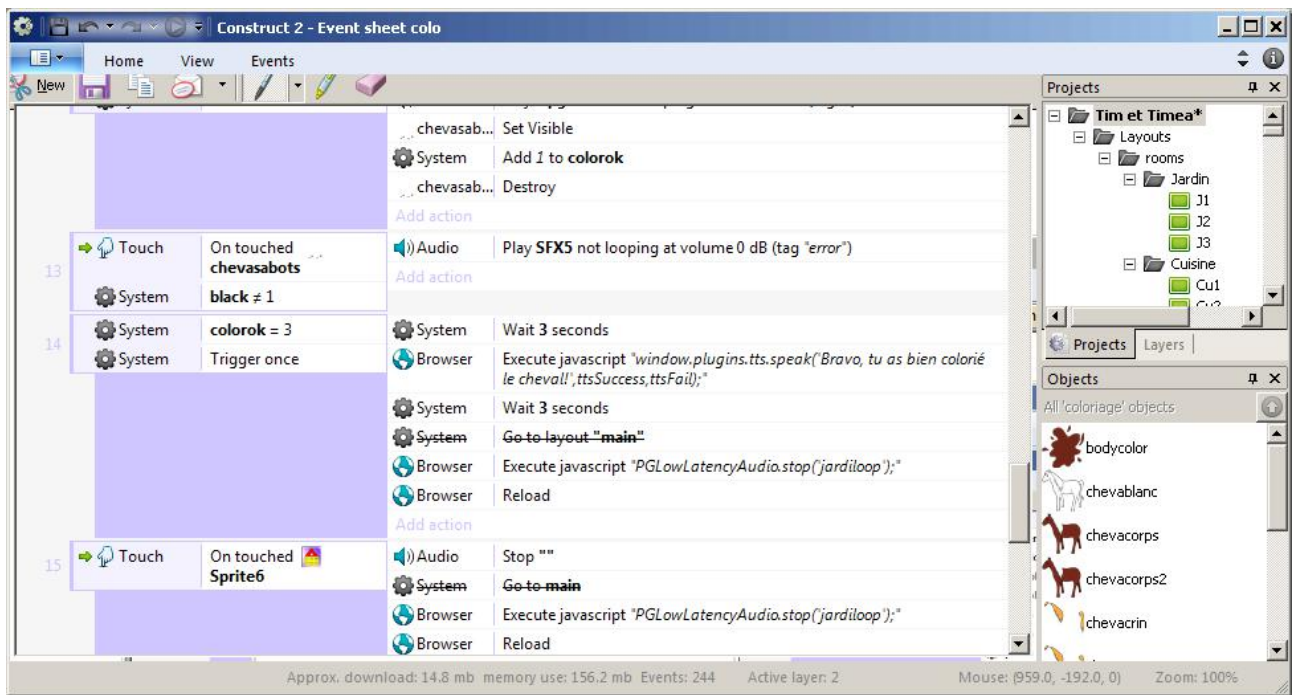 Construct 2 - Event sheet colo
Home View Events
New
chevasab... Set Visible
System Add 1 to colorok
chevasab... Destroy
Add action
13
Touch On touched chevasabots
System black ≠ 1
Audio Play SFX5 not looping at volume 0 dB (tag "error")
Add action
14
System colorok = 3
System Trigger once
System Wait 3 seconds
Browser Execute javascript "window.plugins.tts.speak('Bravo, tu as bien colorié
le cheval!',ttsSuccess,ttsFail);"
System Wait 3 seconds
System Go to layout "main"
Browser Execute javascript "PGLowLatencyAudio.stop('jardiloop');"
Browser Reload
Add action
15
Touch On touched
Sprite6
Audio Stop ""
System Go to main
Browser Execute javascript "PGLowLatencyAudio.stop('jardiloop');"
Browser Reload
Projects
Tim et Timea*
Layouts
rooms
Jardin
J1
J2
J3
Cuisine
Cu1
Projects Layers
Objects
All 'coloriage' objects
bodycolor
chevablanc
chevacorps
chevacorps2
chevacrin
Approx. download: 14.8 mb memory use: 156.2 mb Events: 244 Active layer: 2 Mouse: (959.0, -192.0, 0) Zoom: 100%